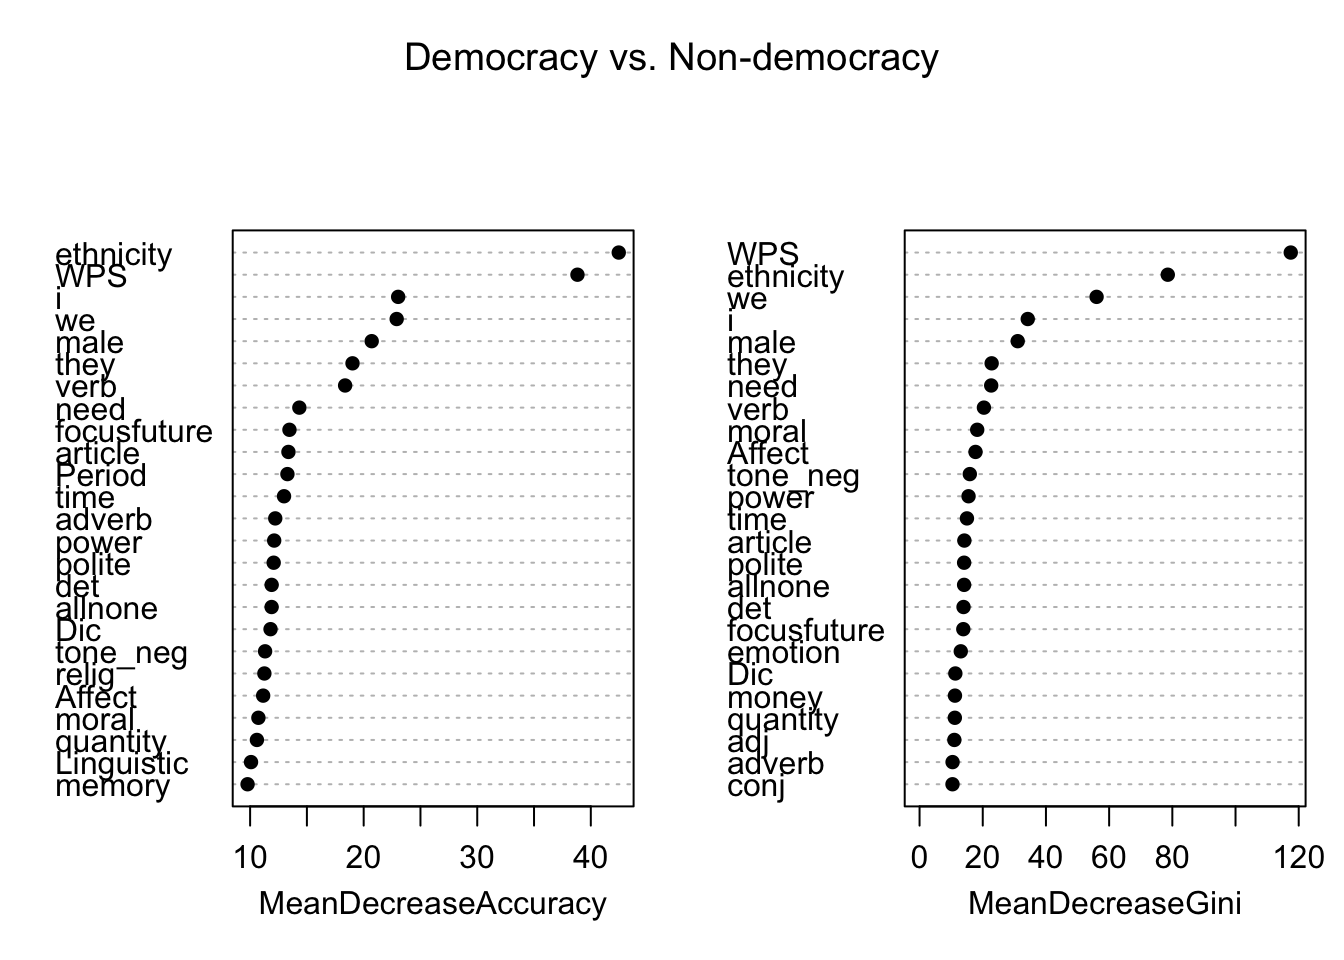 Democracy vs. Non-democracy
ethnicity
WPS
i
we
male
they
verb
need
focusfuture
article
Period
time
adverb
power
polite
det
allnone
Dic
tone_neg
relig
Affect
moral
quantity
Linguistic
memory
10 20 30 40
MeanDecreaseAccuracy
WPS
ethnicity
we
i
male
they
need
verb
moral
Affect
tone_neg
power
time
article
polite
allnone
det
focusfuture
emotion
Dic
money
quantity
adj
adverb
conj
0 20 40 60 80 120
MeanDecreaseGini